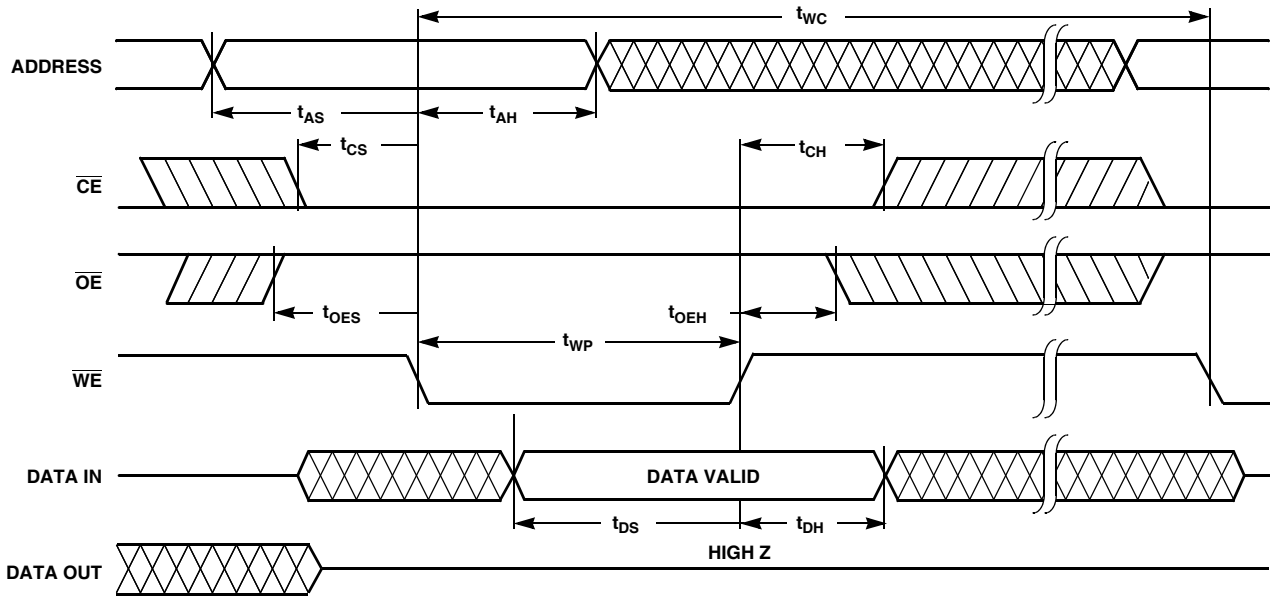 tWC
ADDRESS
tAS
tAH
tCS
tCH
CE
OE
tOES
tOEH
tWP
WE
DATA IN
DATA VALID
tDS
tDH
HIGH Z
DATA OUT